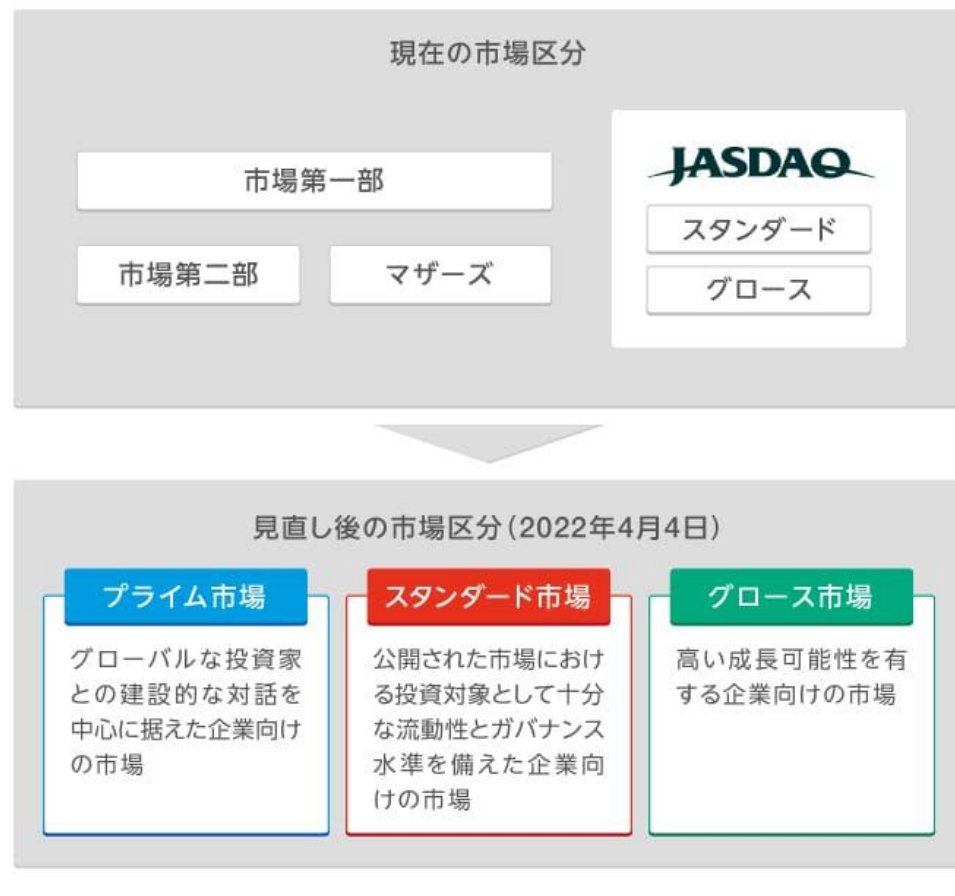 現在の市場区分
市場第一部
市場第二部
マザーズ
JASDAQ
スタンダード
グロース
見直し後の市場区分(2022年4月4日)
プライム市場
グローバルな投資家
との建設的な対話を
中心に据えた企業向け
の市場
スタンダード市場
公開された市場におけ
る投資対象として十分
な流動性とガバナンス
水準を備えた企業向
けの市場
グロース市場
高い成長可能性を有
する企業向けの市場